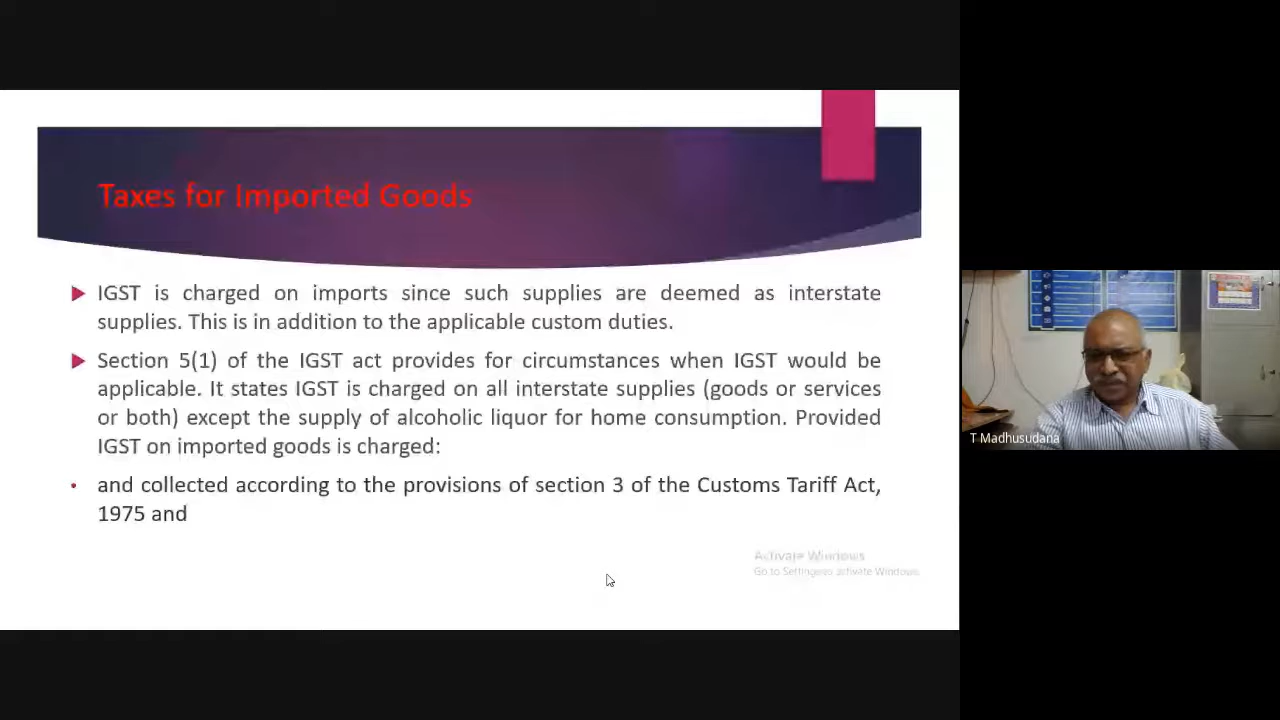 Taxes for Imported Goods
IGST is charged on imports since such supplies are deemed as interstate
supplies. This is in addition to the applicable custom duties.
Section 5(1) of the IGST act provides for circumstances when IGST would be
applicable. It states IGST is charged on all interstate supplies (goods or services
or both) except the supply of alcoholic liquor for home consumption. Provided
IGST on imported goods is charged:
and collected according to the provisions of section 3 of the Customs Tariff Act,
1975 and
Activate Windows
Go to Settings to activate Windows.
T Madhusudana